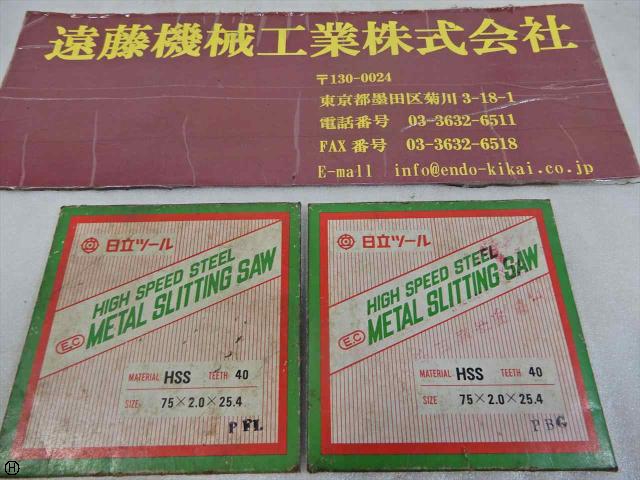 遠藤機械工業株式会社
〒130-0024
東京都墨田区菊川 3-18-1
電話番号 03-3632-6511
FAX 番号 03-3632-6518
E-mall info@endo-kikai.co.jp
日立ツール
HIGH SPEED STEEL
E.C METAL SLITTING SAW
MATERIAL HSS TEETH 40
SIZE 75×2.0×25.4
P FL
日立ツール
HIGH SPEED STEEL
E.C METAL SLITTING SAW
MATERIAL HSS TEETH 40
SIZE 75×2.0×25.4
P B G
H